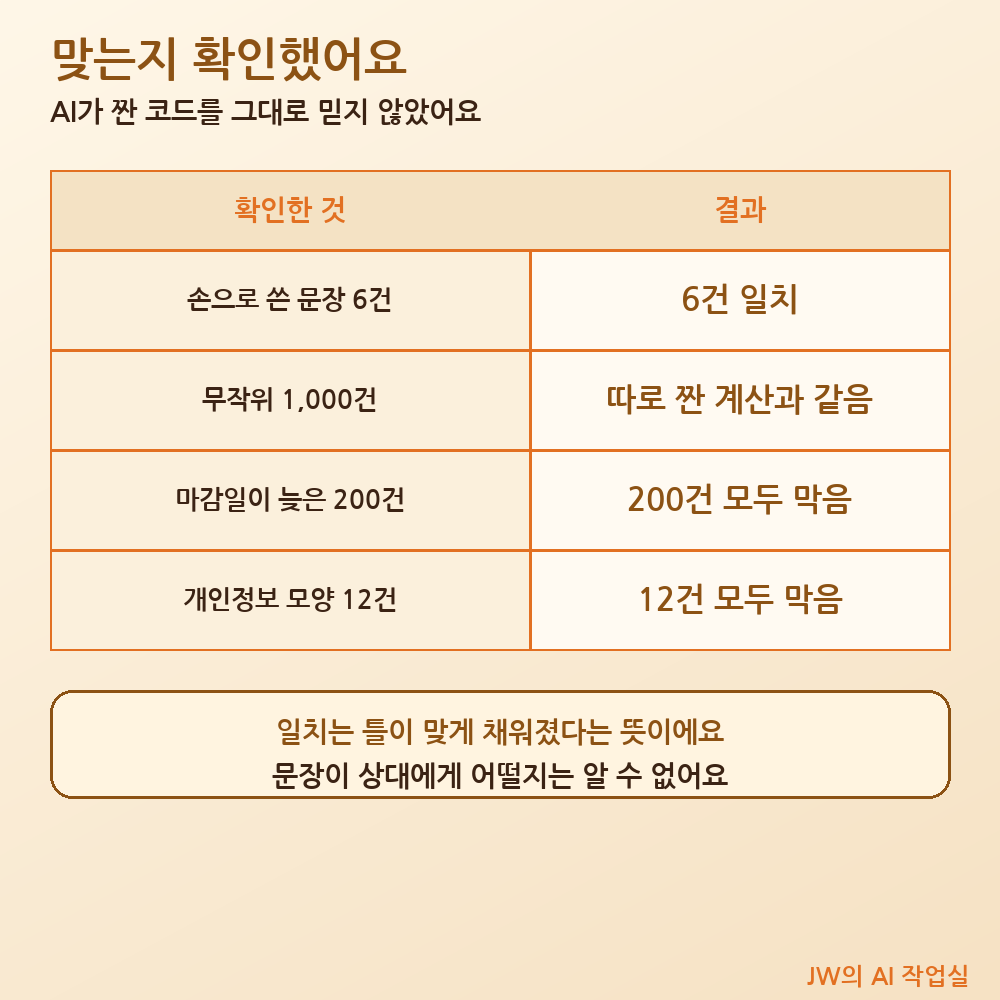 맞는지 확인했어요
AI가 짠 코드를 그대로 믿지 않았어요
확인한 것 결과
손으로 쓴 문장 6건 6건 일치
무작위 1,000건 따로 짠 계산과 같음
마감일이 늦은 200건 200건 모두 막음
개인정보 모양 12건 12건 모두 막음
일치는 틀이 맞게 채워졌다는 뜻이에요
문장이 상대에게 어떨지는 알 수 없어요
JW의 AI 작업실